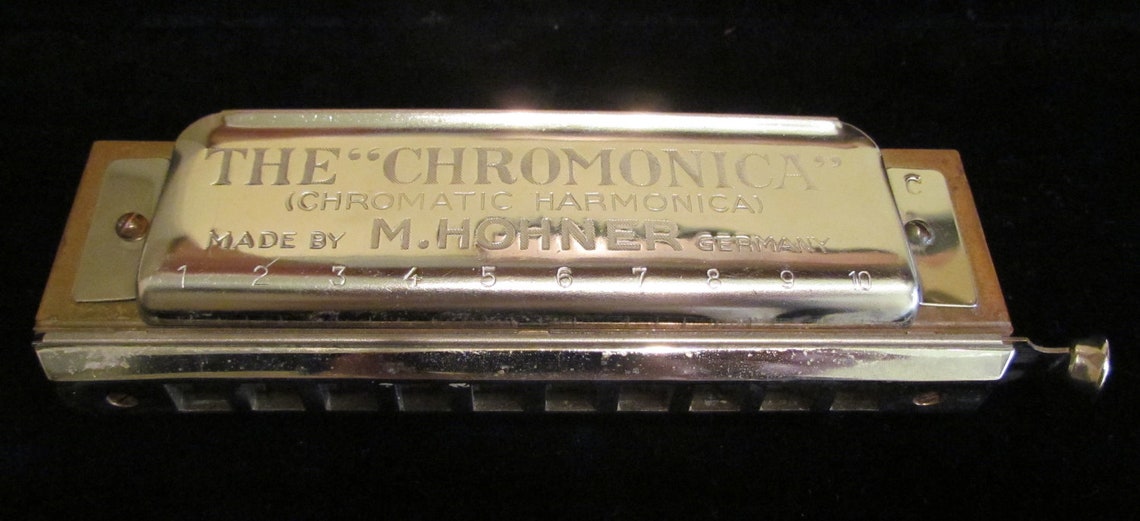 THE "CHROMONICA"
C
(CHROMATIC HARMONICA)
MADE BY M. HOHNER GERMANY
1 2 3 4 5 6 7 8 9 10